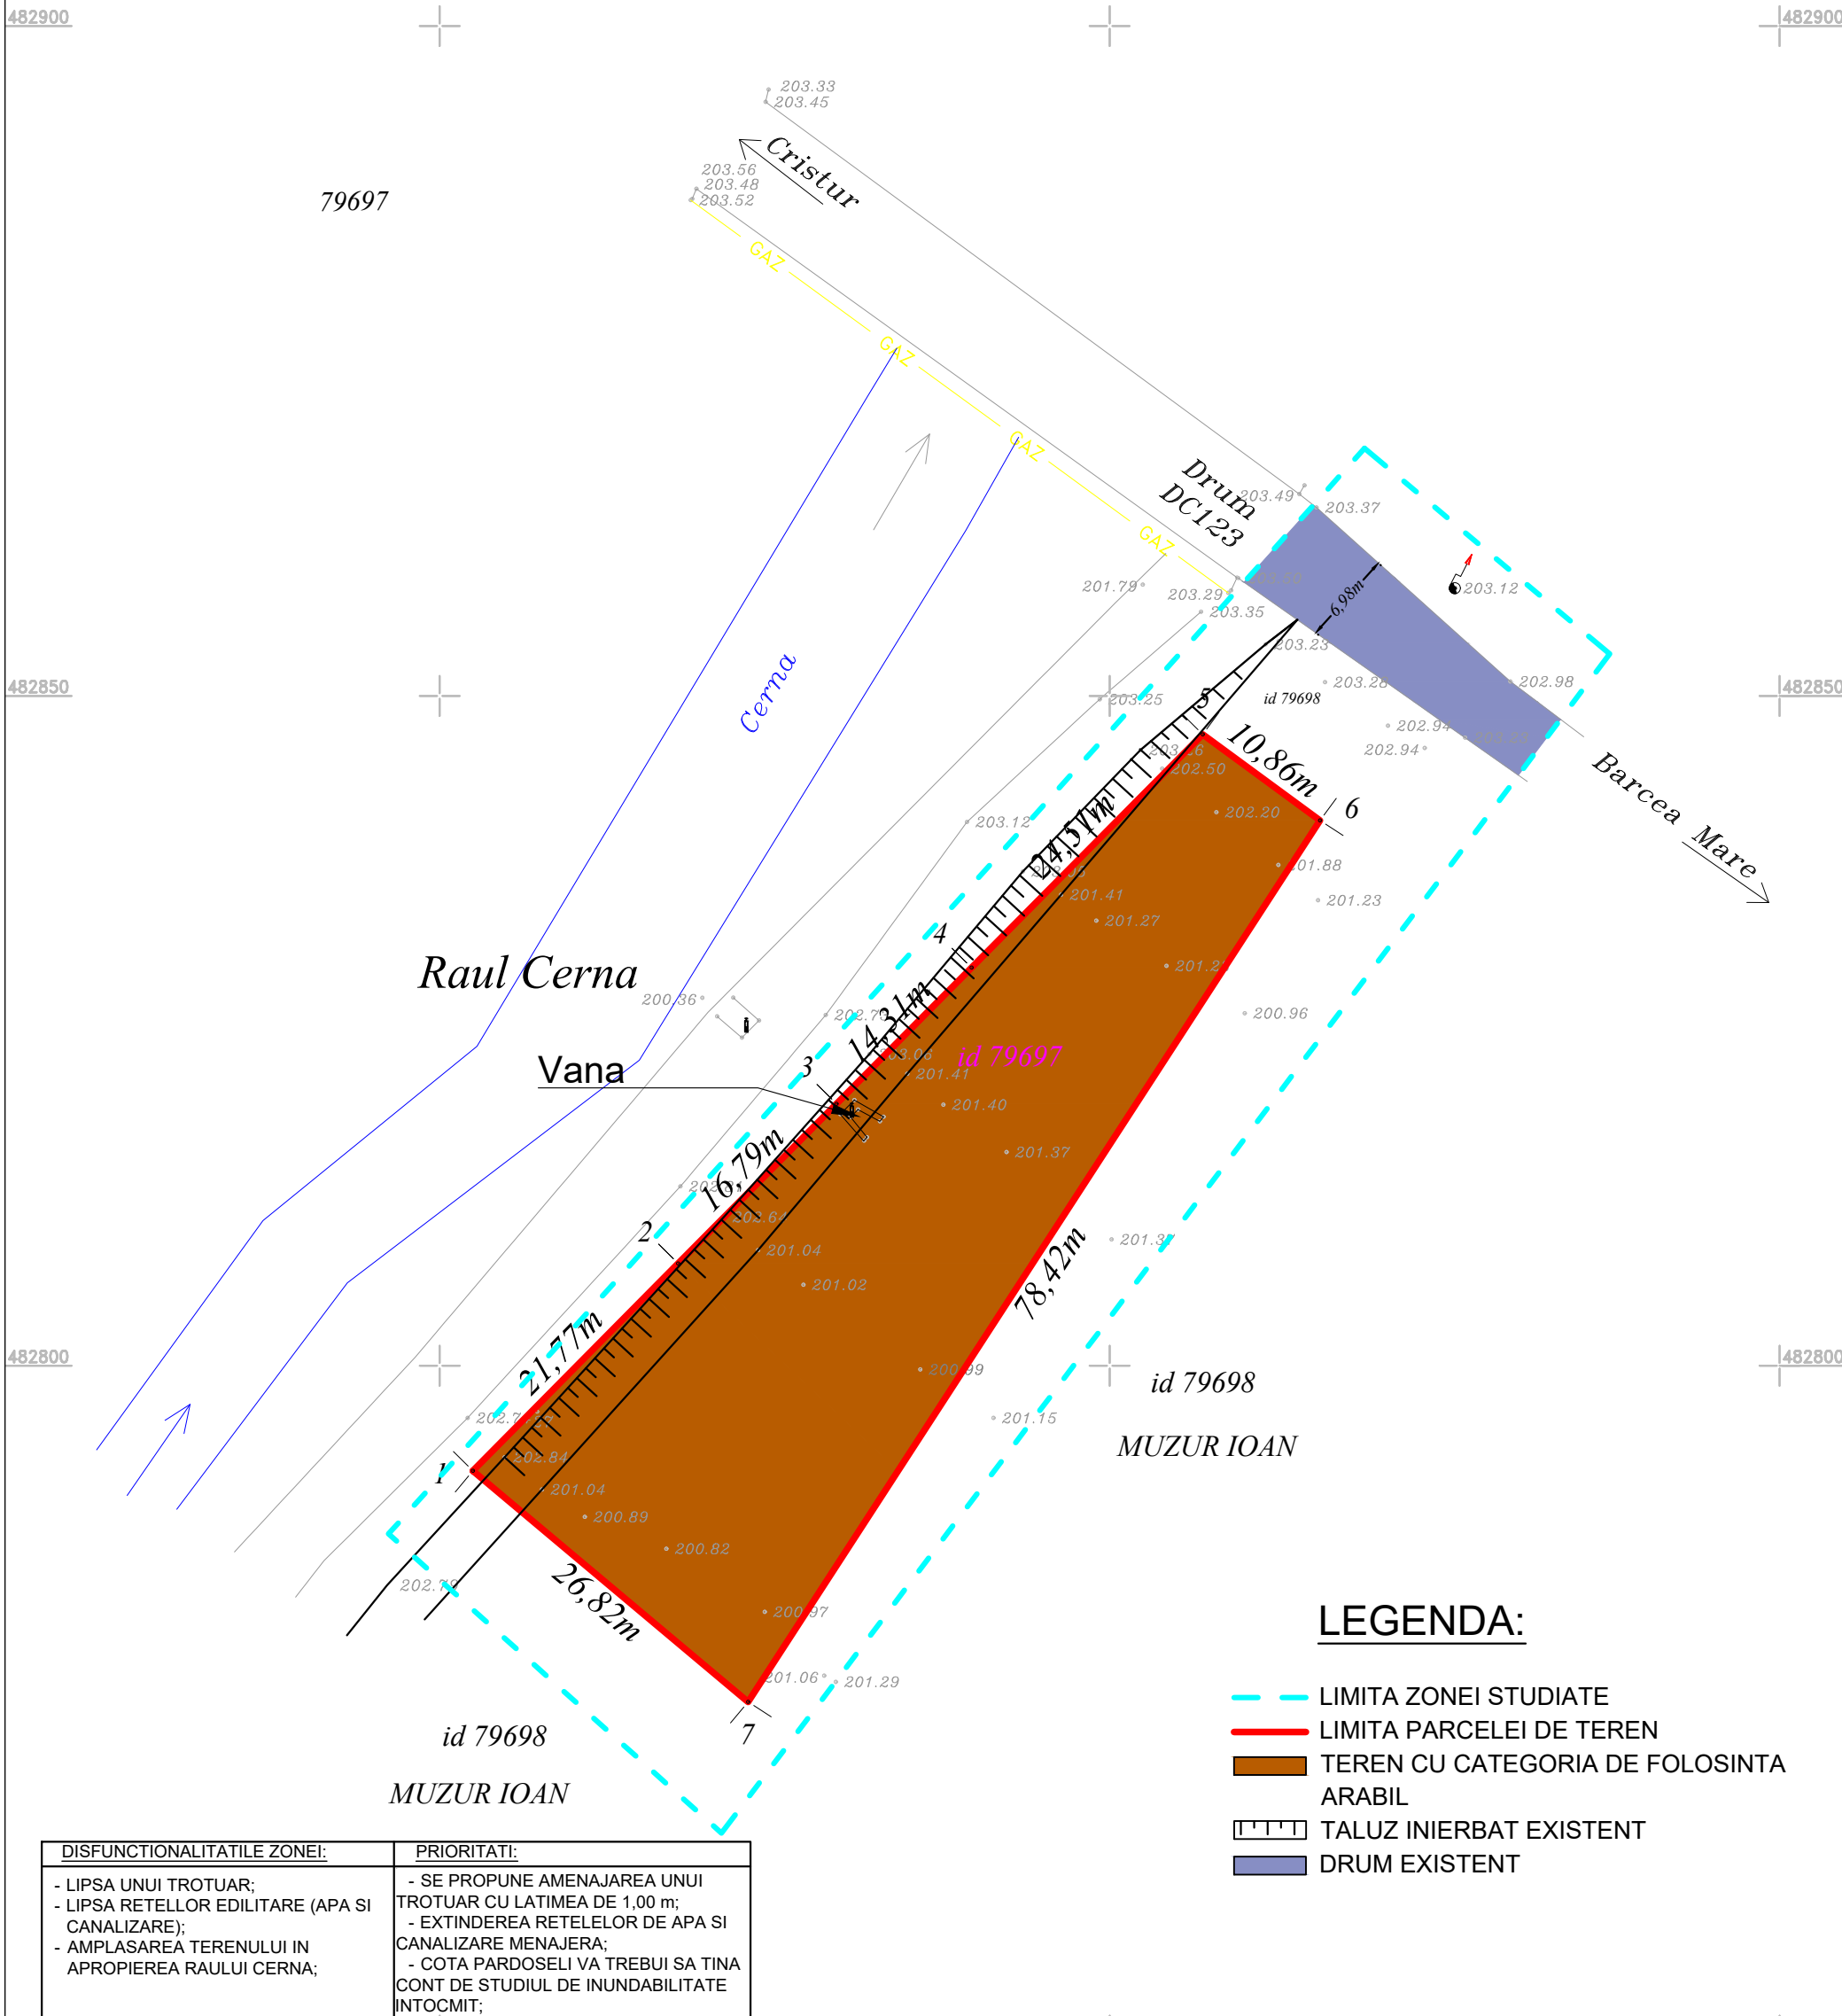 482900
482900
203.33
203.45
Cristur
203.56
203.48
203.52
79697
GAZ
GAZ
GAZ
GAZ
Drum
DC123
203.49
203.37
203.12
6,98m
201.79
203.29
203.35
203.23
203.28
202.98
482850
482850
Cerna
203.25
5
id 79698
202.94
202.94
10,86m
203.26
202.50
Barcea Mare
202.20
6
203.12
24,51m
201.88
201.41
201.23
201.27
4
Raul Cerna
200.36
14,31m
200.96
203.06
id 79697
Vana
3
201.41
201.40
201.37
16,79m
202.64
2
201.04
201.02
78,42m
21,77m
482800
482800
200.99
id 79698
201.15
MUZUR IOAN
202.84
1
201.04
200.89
200.82
26,82m
200.97
201.06
201.29
7
id 79698
MUZUR IOAN
LEGENDA:
LIMITA ZONEI STUDIATE
LIMITA PARCELEI DE TEREN
TEREN CU CATEGORIA DE FOLOSINTA
ARABIL
TALUZ INIERBAT EXISTENT
DRUM EXISTENT
DISFUNCTIONALITATILE ZONEI:
- LIPSA UNUI TROTUAR;
- LIPSA RETELLOR EDILITARE (APA SI
CANALIZARE);
- AMPLASAREA TERENULUI IN
APROPIEREA RAULUI CERNA;
PRIORITATI:
- SE PROPUNE AMENAJAREA UNUI
TROTUAR CU LATIMEA DE 1,00 m;
- EXTINDEREA RETELELOR DE APA SI
CANALIZARE MENAJERA;
- COTA PARDOSELI VA TREBUI SA TINA
CONT DE STUDIUL DE INUNDABILITATE
INTOCMIT;